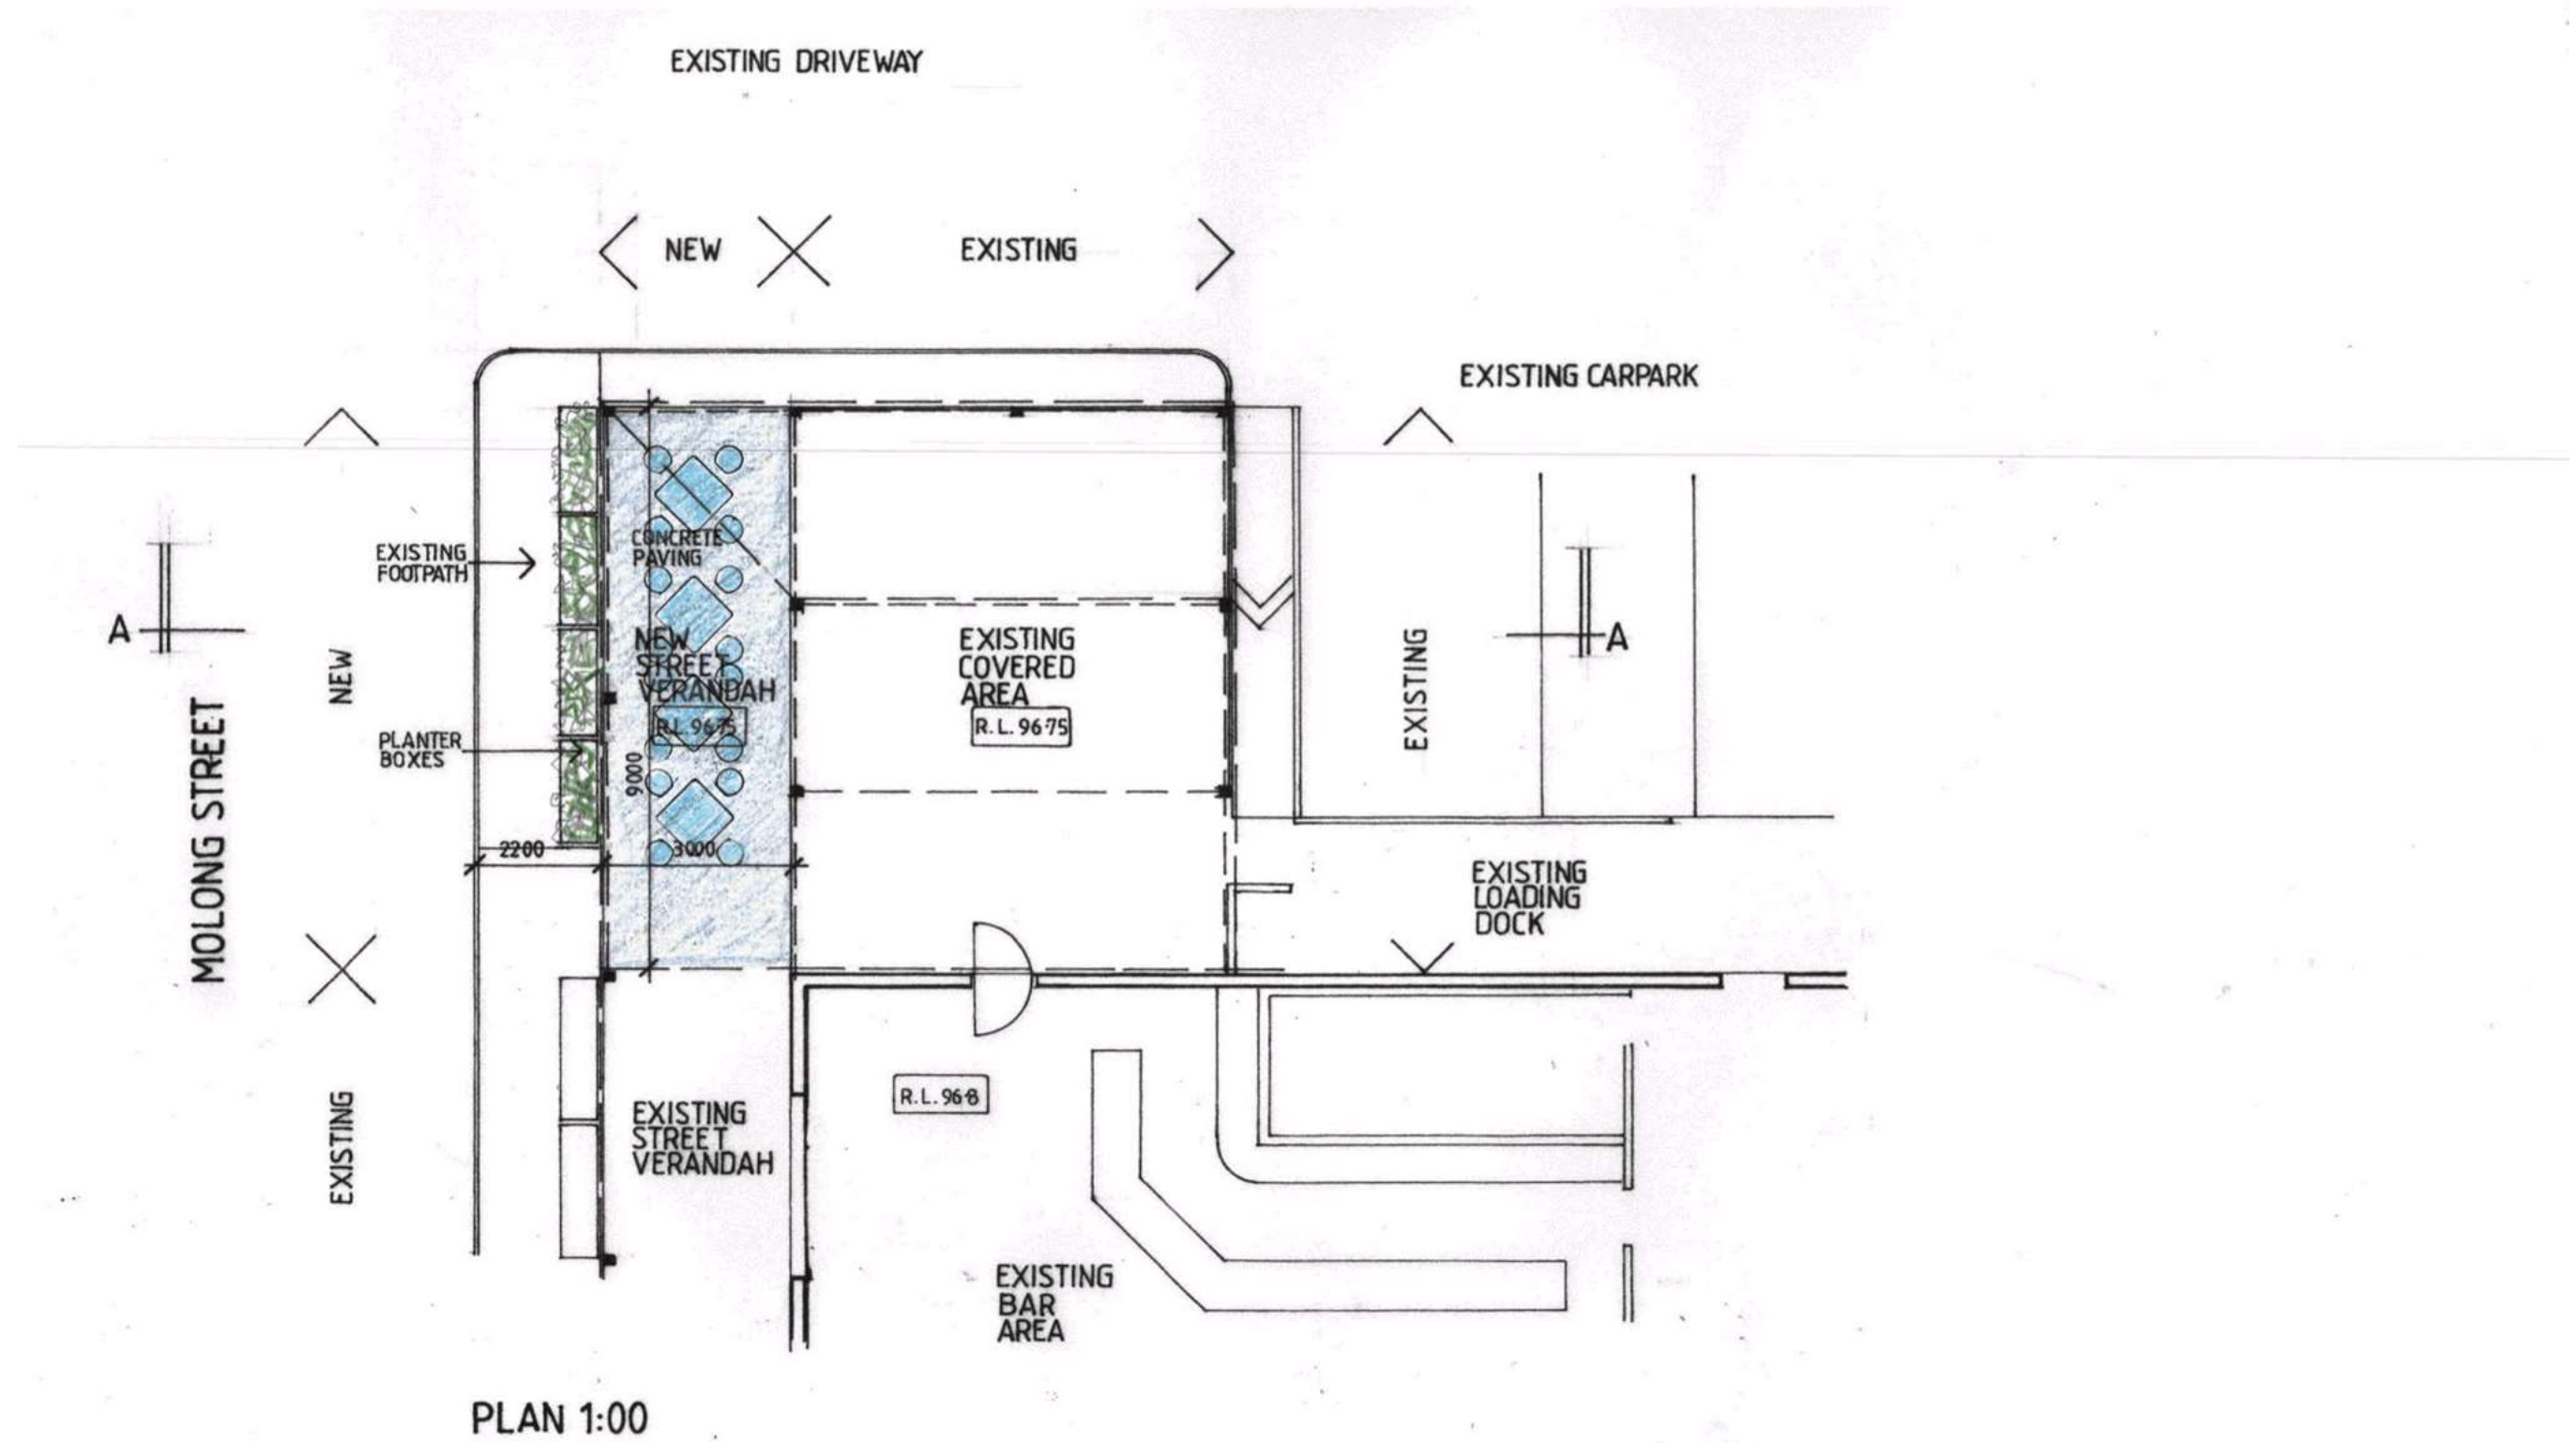 EXISTING DRIVEWAY
NEW
EXISTING
EXISTING CARPARK
EXISTING
FOOTPATH
CONCRETE
PAVING
A
A
NEW
STREET
VERANDAH
R.L. 96.75
EXISTING
COVERED
AREA
R.L. 96.75
NEW
EXISTING
MOLONG STREET
PLANTER
BOXES
9000
2200
3000
EXISTING
LOADING
DOCK
EXISTING
EXISTING
STREET
VERANDAH
R.L. 96.8
EXISTING
BAR
AREA
PLAN 1:00